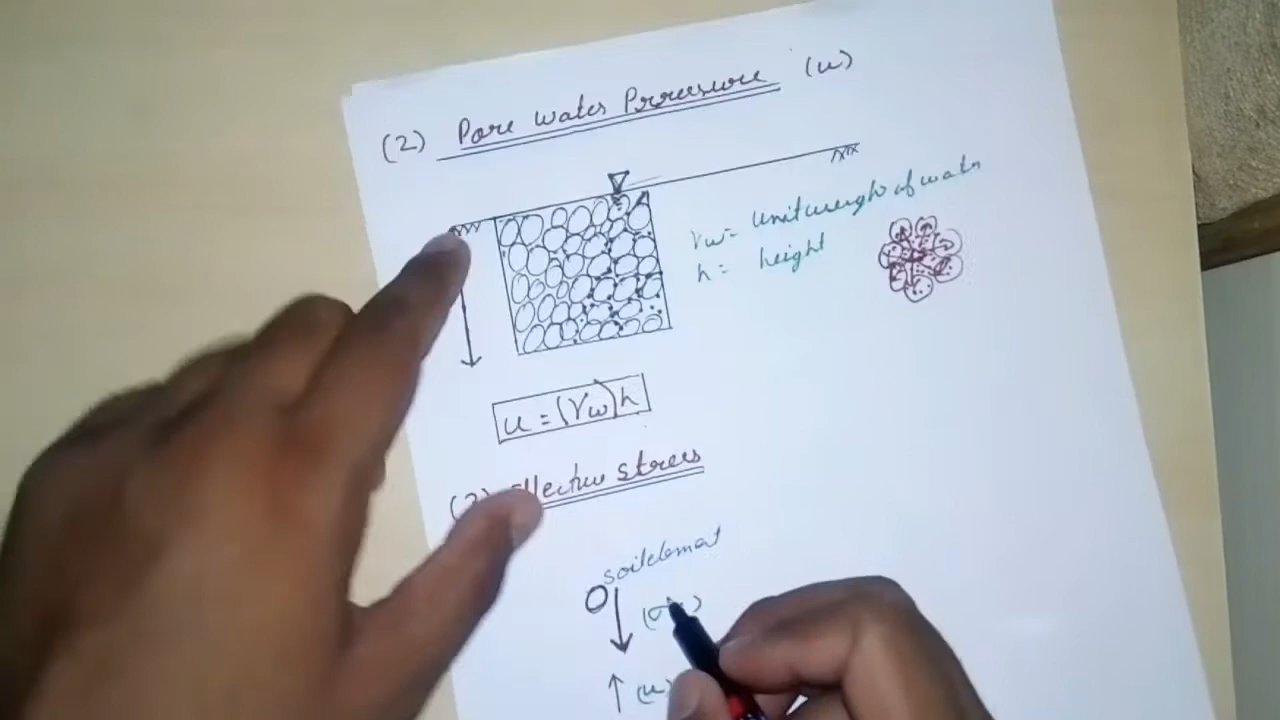 (2) Pore water Pressure (u)
γw = Unit weight of water
h = height
u = (γw) h
Effective stress
soil element
(σ
(u)